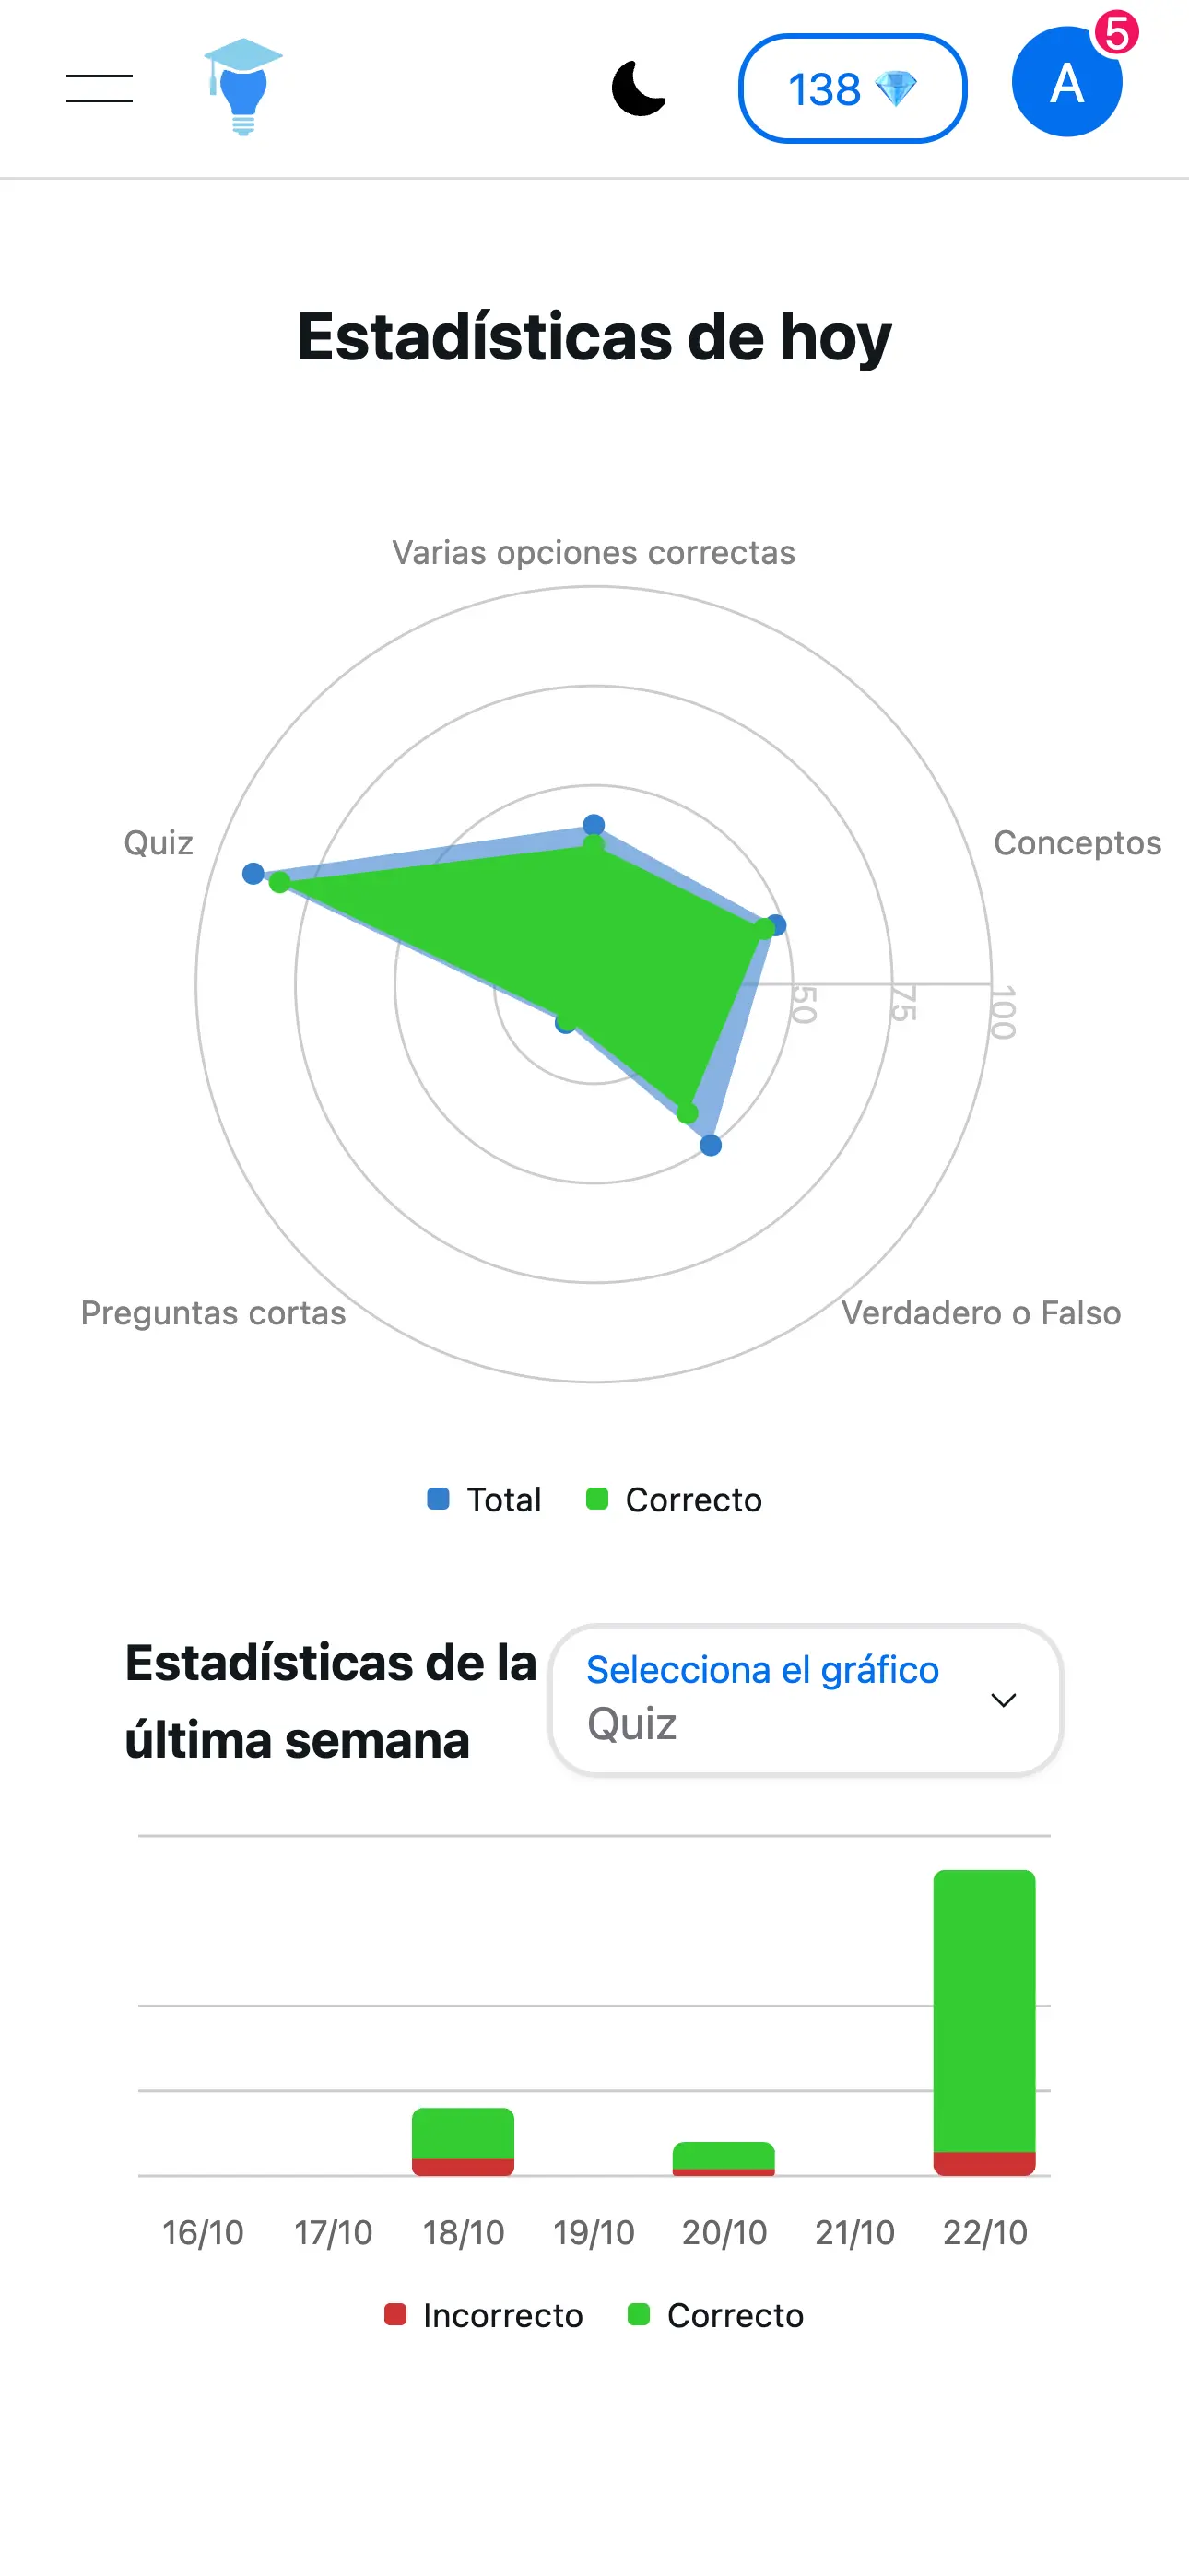 138
A
5
Estadísticas de hoy
Varias opciones correctas
Quiz
Conceptos
50
75
100
Preguntas cortas
Verdadero o Falso
Total
Correcto
Estadísticas de la
última semana
Selecciona el gráfico
Quiz
16/10
17/10
18/10
19/10
20/10
21/10
22/10
Incorrecto
Correcto